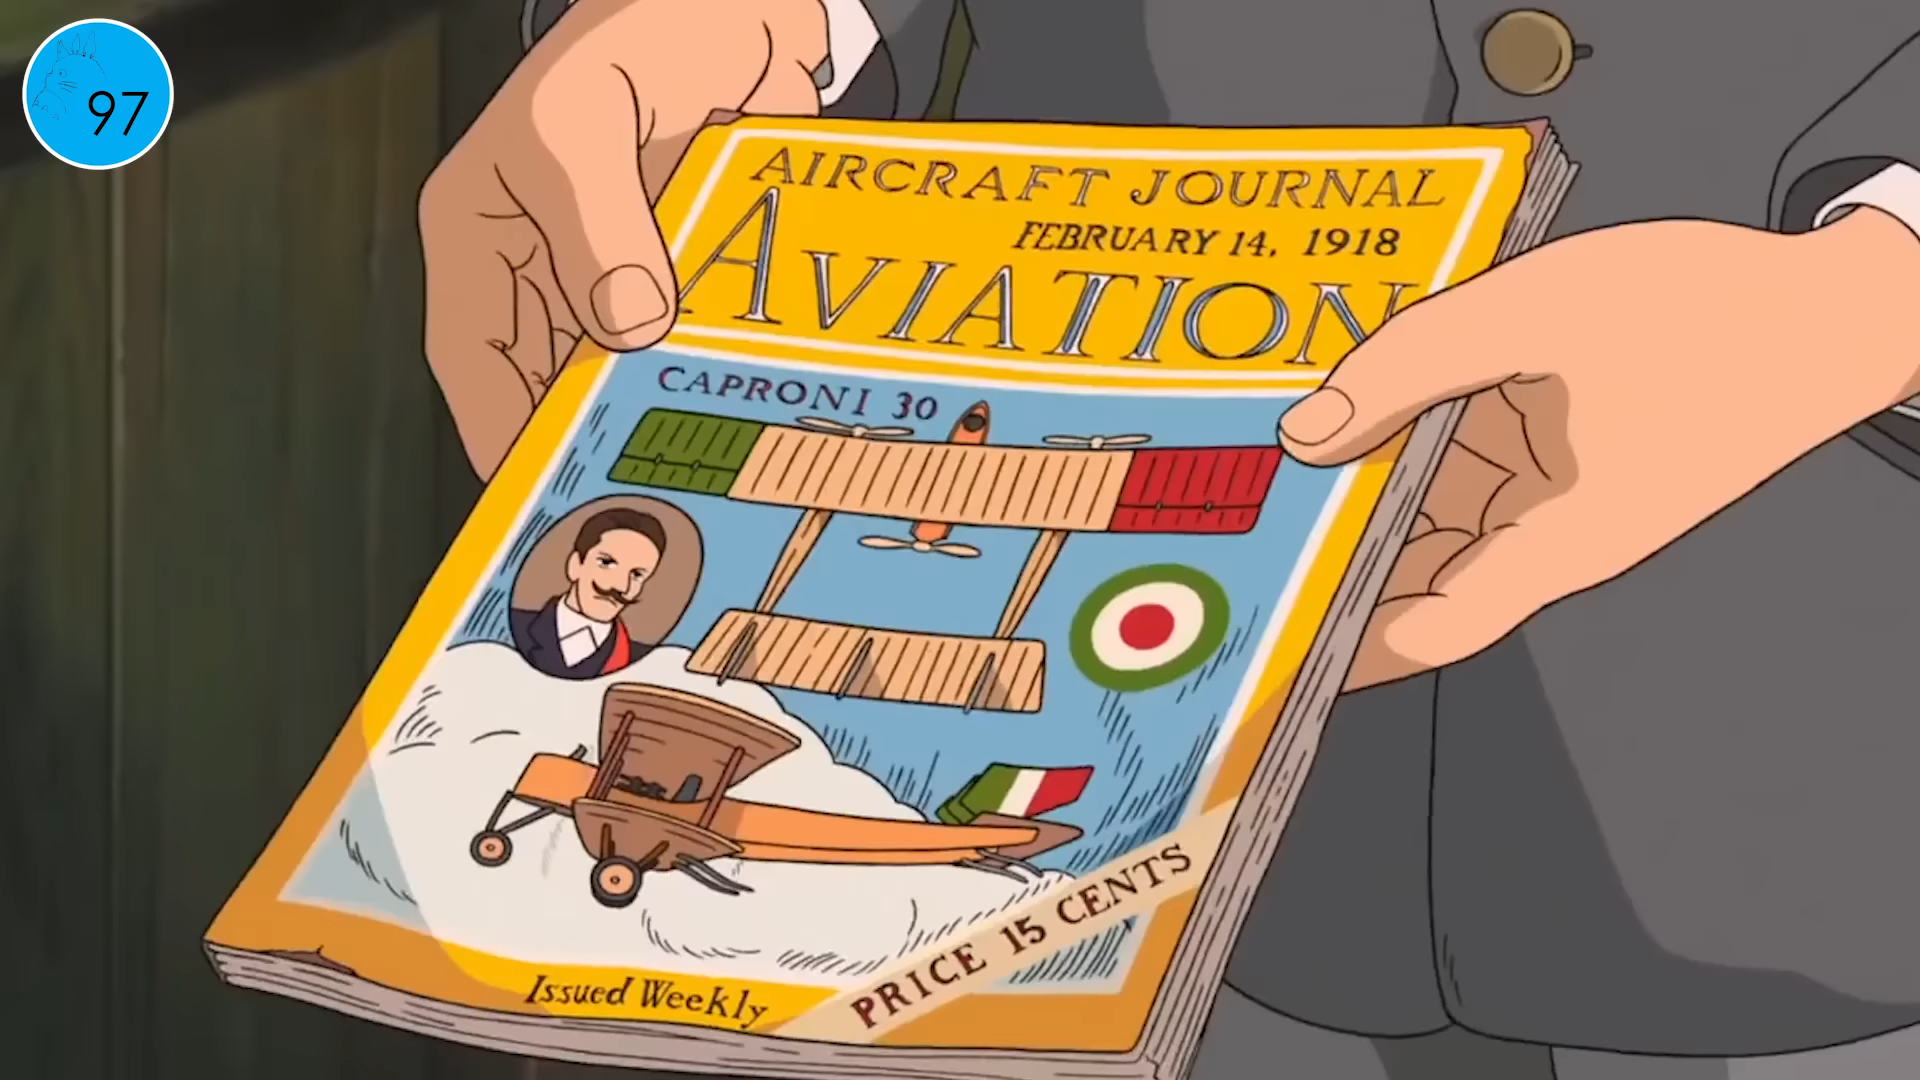 97
AIRCRAFT JOURNAL
FEBRUARY 14, 1918
AVIATION
CAPRONI 30
PRICE 15 CENTS
Issued Weekly